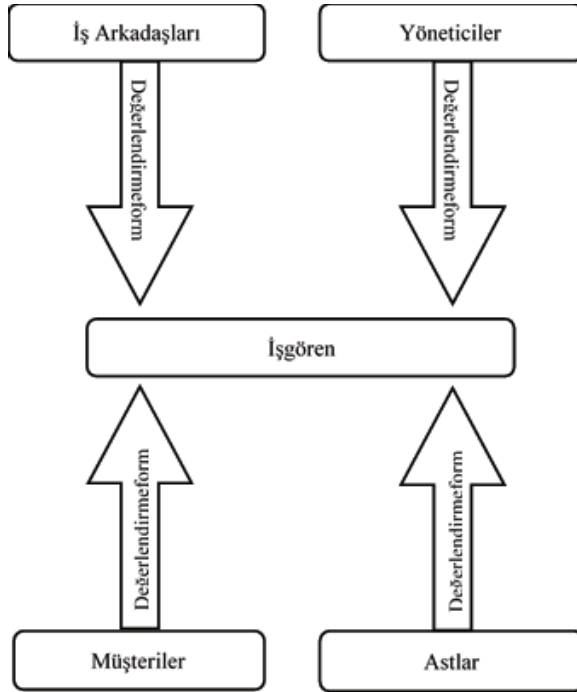 İş Arkadaşları
Yöneticiler
Değerlendirmeform
Değerlendirmeform
İşgören
Değerlendirmeform
Değerlendirmeform
Müşteriler
Astlar